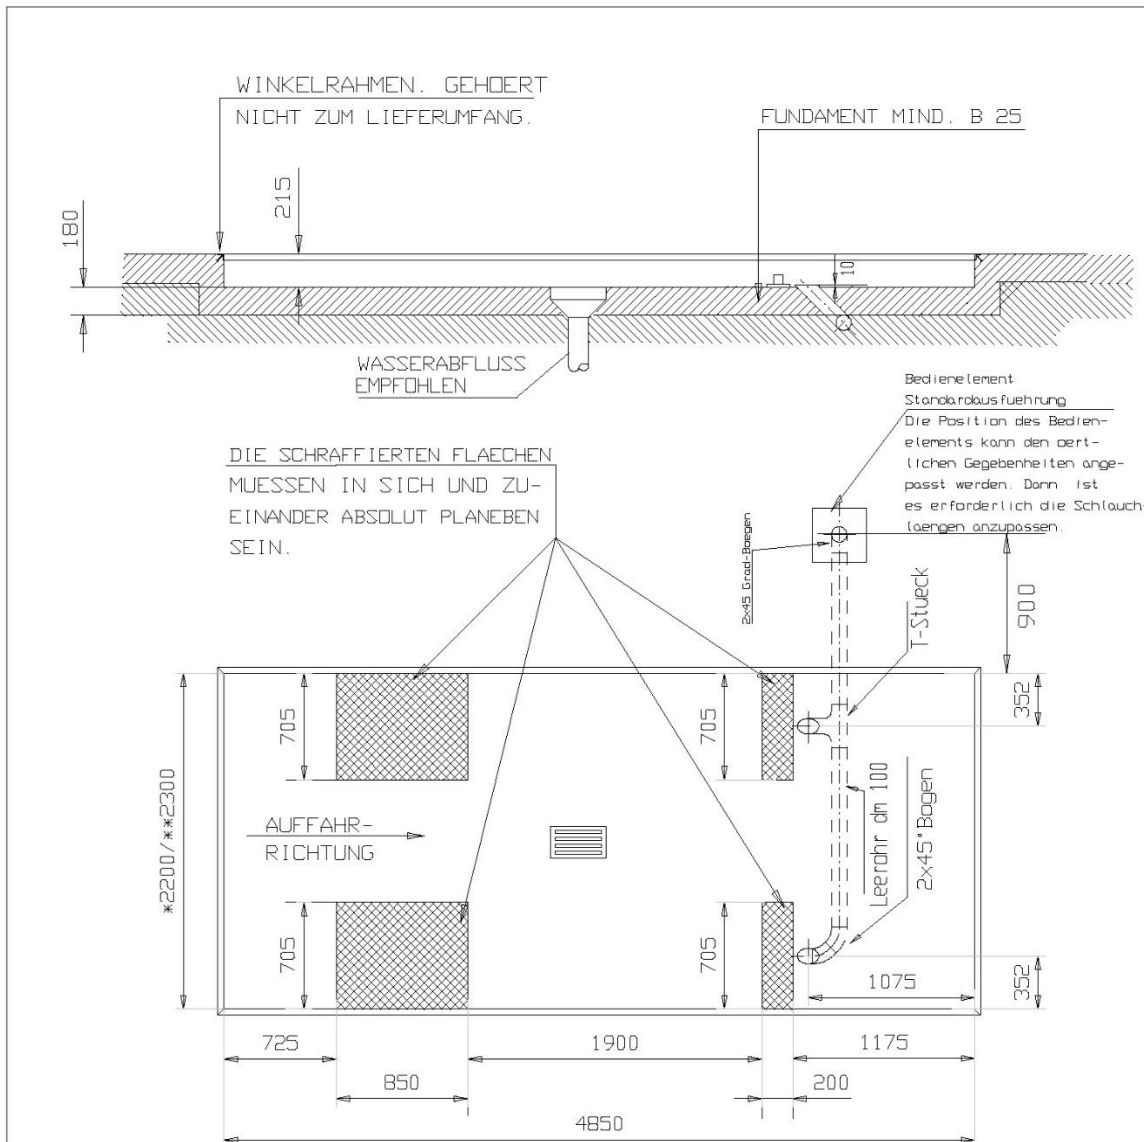 WINKELRAHMEN. GEHOERT
NICHT ZUM LIEFERUMFANG.
FUNDAMENT MIND. B 25
215
180
10
WASSERABFLUSS
EMPFOHLEN
Bedienelement
Standardausfuehrung
Die Position des Bedien-
elements kann den oert-
lichen Gegebenheiten ange-
passt werden. Dann ist
es erforderlich die Schlauch-
laengen anzupassen.
DIE SCHRAFFIERTEN FLAECHEN
MUESSEN IN SICH UND ZU-
EINANDER ABSOLUT PLANEBEN
SEIN.
2x45 Grad-Boegen
900
T-Stueck
705
705
352
*2200/**2300
AUFFAHR-
RICHTUNG
Leerohr dm 100
2x45°Bogen
705
705
1075
352
725
1900
1175
850
200
4850